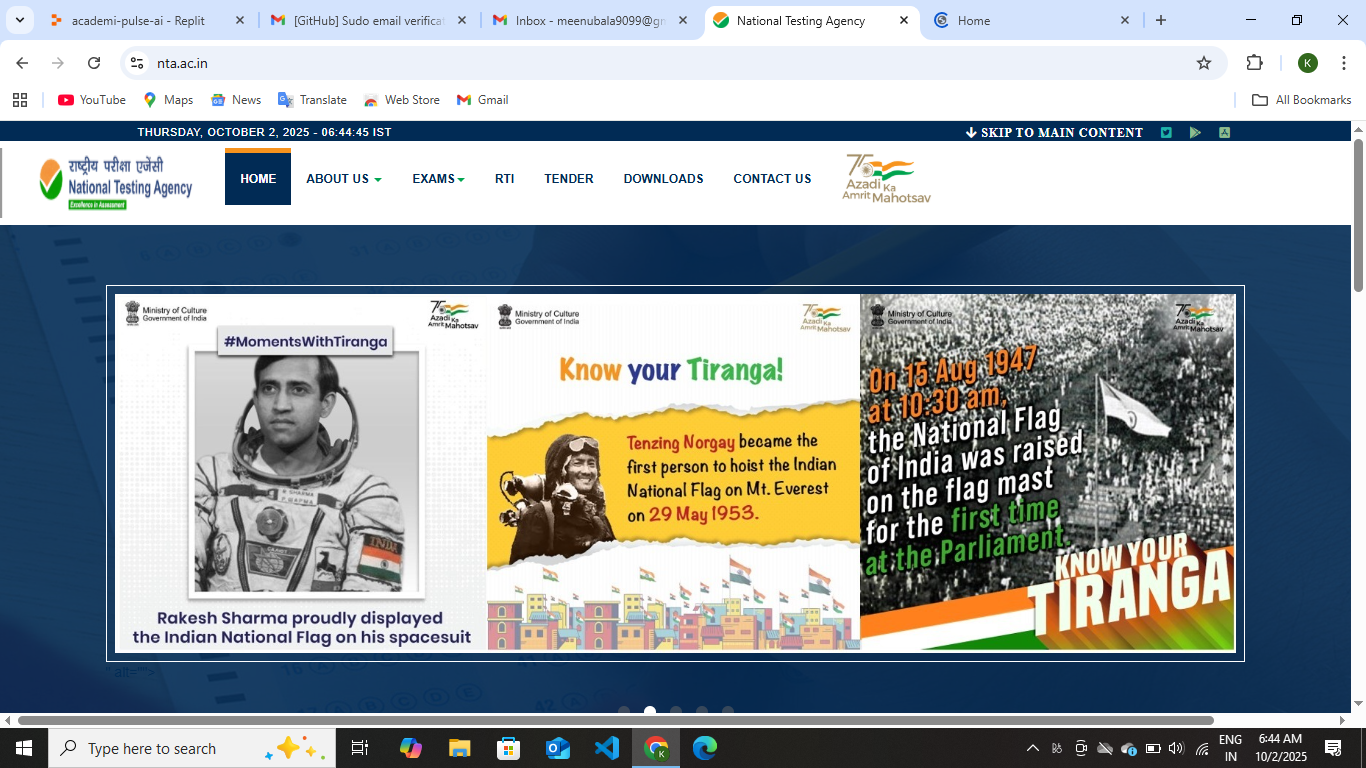 academi-pulse-ai - Replit
[GitHub] Sudo email verificat
Inbox - meenubala9099@gm
National Testing Agency
Home
nta.ac.in
K
YouTube
Maps
News
Translate
Web Store
Gmail
All Bookmarks
THURSDAY, OCTOBER 2, 2025 - 06:44:45 IST
SKIP TO MAIN CONTENT
राष्ट्रीय परीक्षा एजेंसी
National Testing Agency
Excellence in Assessment
HOME
ABOUT US
EXAMS
RTI
TENDER
DOWNLOADS
CONTACT US
Azadi Ka
Amrit Mahotsav
Ministry of Culture
Government of India
Azadi Ka
Amrit Mahotsav
#MomentsWithTiranga
INDIA
Rakesh Sharma proudly displayed
the Indian National Flag on his spacesuit
Ministry of Culture
Government of India
Azadi Ka
Amrit Mahotsav
Know your Tiranga!
Tenzing Norgay became the
first person to hoist the Indian
National Flag on Mt. Everest
on 29 May 1953.
Ministry of Culture
Government of India
Azadi Ka
Amrit Mahotsav
On 15 Aug 1947
at 10:30 am,
the National Flag
of India was raised
on the flag mast
for the first time
at the Parliament.
KNOW YOUR
TIRANGA
" alt="">
Type here to search
ENG
IN
6:44 AM
10/2/2025